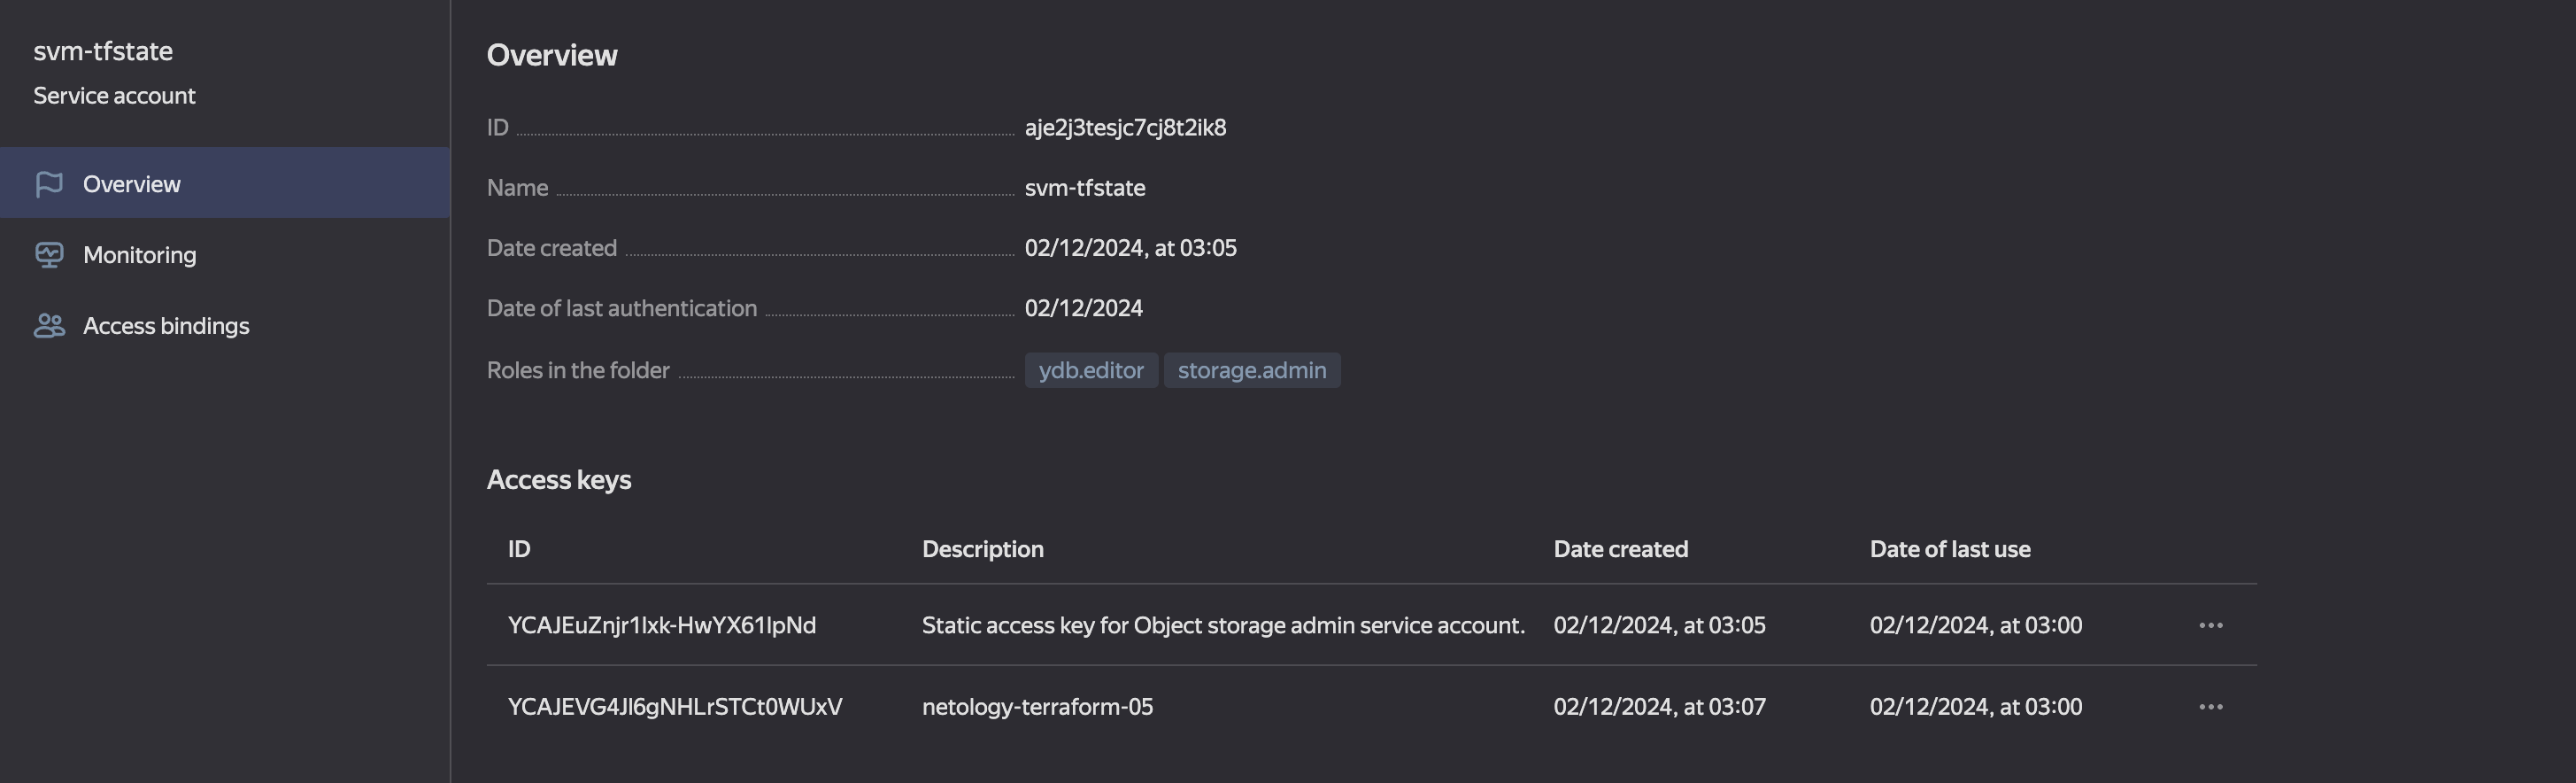 svm-tfstate
Service account
Overview
Monitoring
Access bindings
Overview
ID aje2j3tesjc7cj8t2ik8
Name svm-tfstate
Date created 02/12/2024, at 03:05
Date of last authentication 02/12/2024
Roles in the folder ydb.editor storage.admin
Access keys
ID Description Date created Date of last use
YCAJEuZnjr1lxk-HwYX61lpNd Static access key for Object storage admin service account. 02/12/2024, at 03:05 02/12/2024, at 03:00
YCAJEVG4Jl6gNHLrSTCt0WUxV netology-terraform-05 02/12/2024, at 03:07 02/12/2024, at 03:00